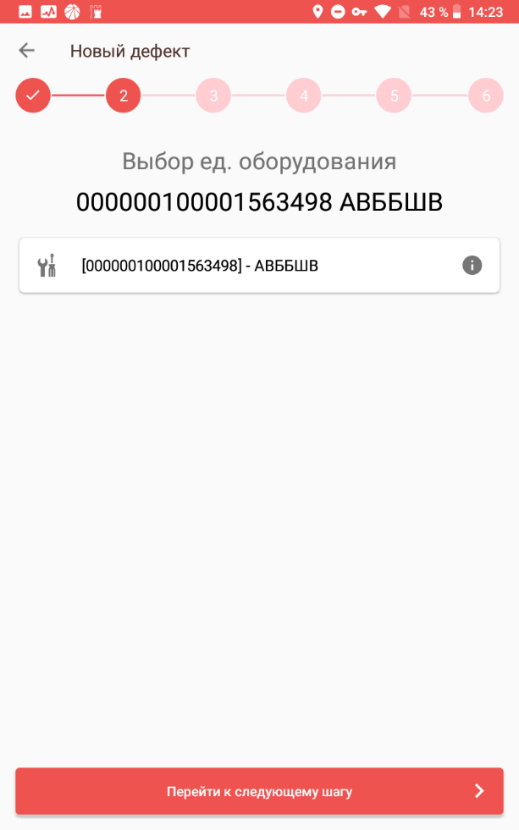 43 % 14:23
Новый дефект
2 3 4 5 6
Выбор ед. оборудования
000000100001563498 АВББШВ
[000000100001563498] - АВББШВ
Перейти к следующему шагу